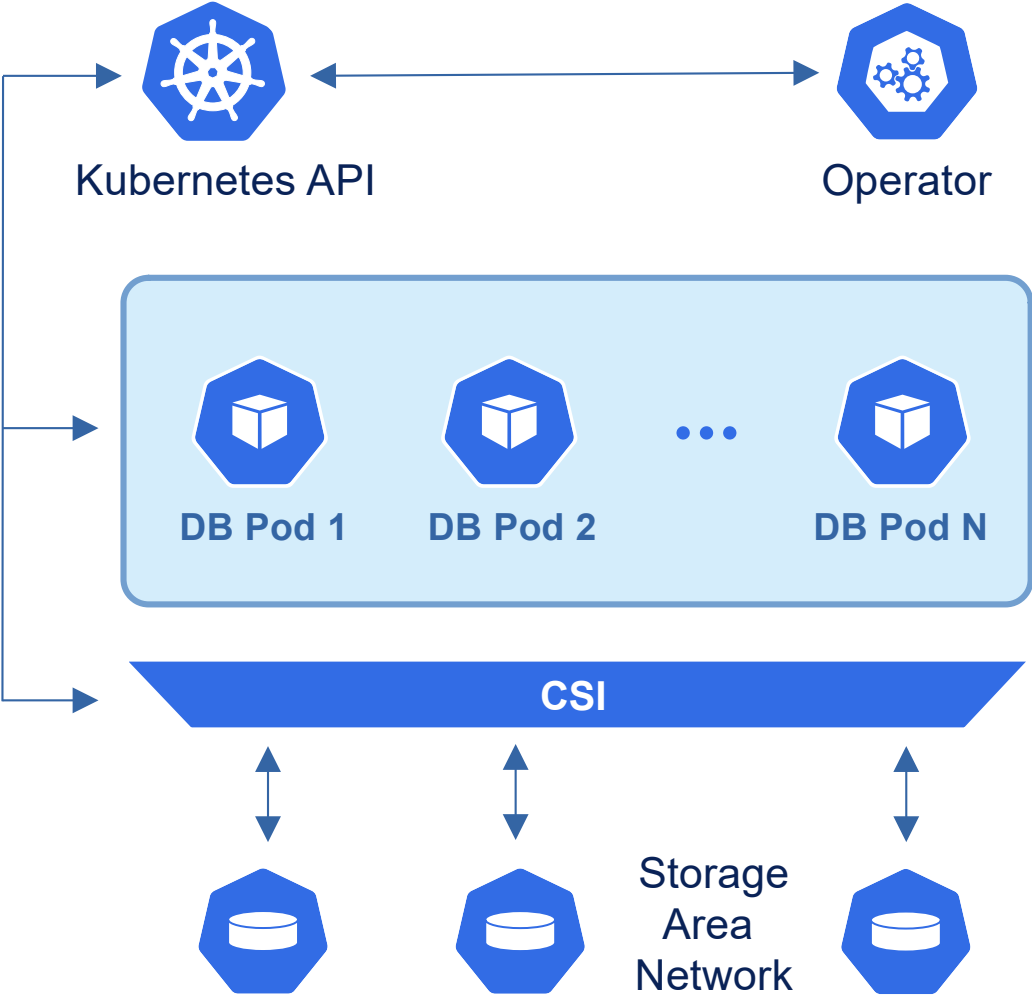 Kubernetes API
Operator
DB Pod 1
DB Pod 2
DB Pod N
CSI
Storage
Area
Network